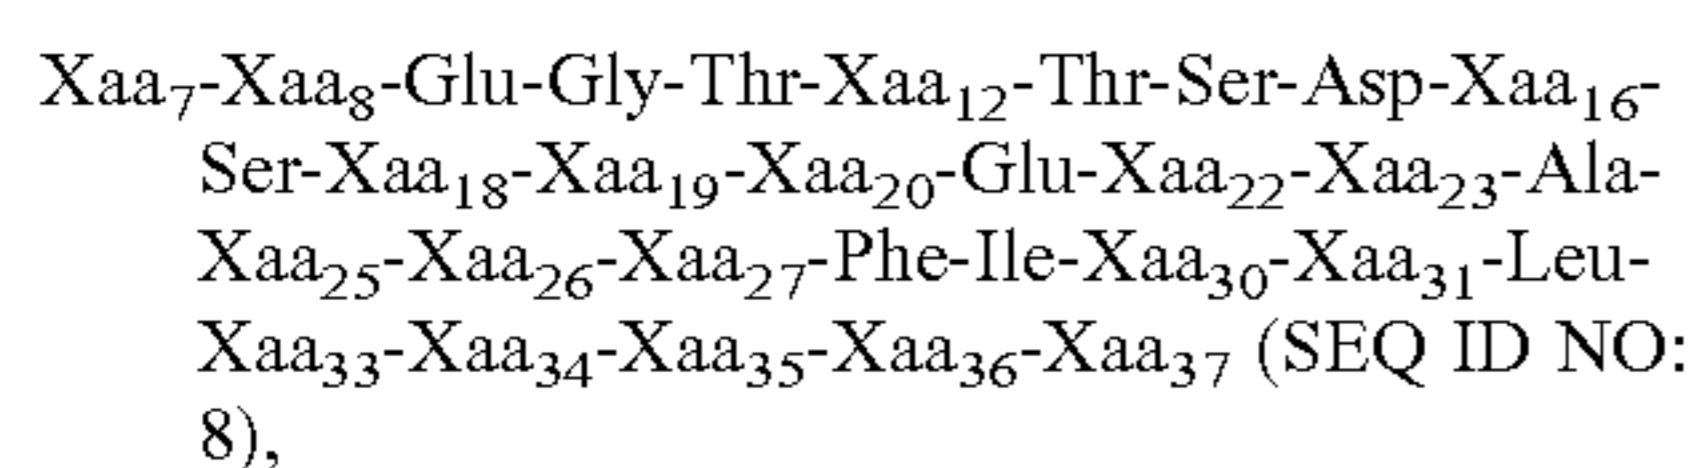 Xaa₇-Xaa₈-Glu-Gly-Thr-Xaa₁₂-Thr-Ser-Asp-Xaa₁₆-
Ser-Xaa₁₈-Xaa₁₉-Xaa₂₀-Glu-Xaa₂₂-Xaa₂₃-Ala-
Xaa₂₅-Xaa₂₆-Xaa₂₇-Phe-Ile-Xaa₃₀-Xaa₃₁-Leu-
Xaa₃₃-Xaa₃₄-Xaa₃₅-Xaa₃₆-Xaa₃₇ (SEQ ID NO:
8),